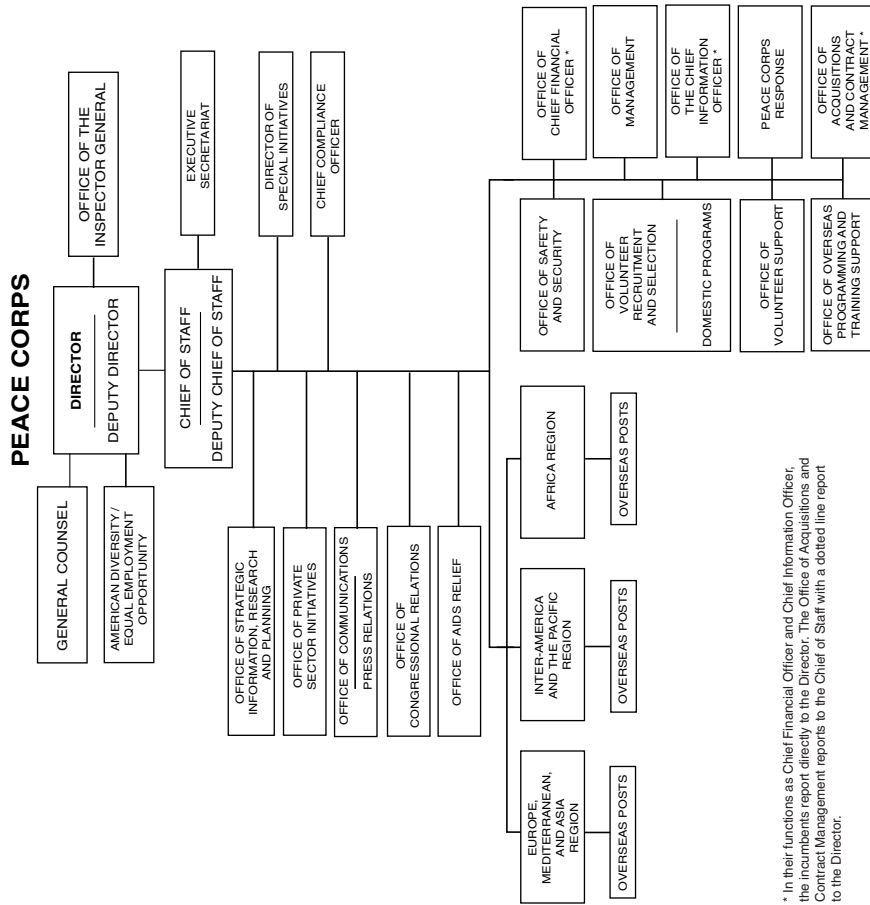 PEACE CORPS
OFFICE OF THE
INSPECTOR GENERAL
DIRECTOR
DEPUTY DIRECTOR
GENERAL COUNSEL
AMERICAN DIVERSITY /
EQUAL EMPLOYMENT
OPPORTUNITY
EXECUTIVE
SECRETARIAT
CHIEF OF STAFF
DEPUTY CHIEF OF STAFF
DIRECTOR OF
SPECIAL INITIATIVES
CHIEF COMPLIANCE
OFFICER
OFFICE OF STRATEGIC
INFORMATION, RESEARCH
AND PLANNING
OFFICE OF PRIVATE
SECTOR INITIATIVES
OFFICE OF COMMUNICATIONS
PRESS RELATIONS
OFFICE OF
CONGRESSIONAL RELATIONS
OFFICE OF AIDS RELIEF
EUROPE,
MEDITERRANEAN,
AND ASIA
REGION
OVERSEAS POSTS
INTER-AMERICA
AND THE PACIFIC
REGION
OVERSEAS POSTS
AFRICA REGION
OVERSEAS POSTS
OFFICE OF SAFETY
AND SECURITY
OFFICE OF
VOLUNTEER
RECRUITMENT
AND SELECTION
DOMESTIC PROGRAMS
OFFICE OF
VOLUNTEER SUPPORT
OFFICE OF OVERSEAS
PROGRAMMING AND
TRAINING SUPPORT
OFFICE OF
CHIEF FINANCIAL
OFFICER *
OFFICE OF
MANAGEMENT
OFFICE OF
THE CHIEF
INFORMATION
OFFICER *
PEACE CORPS
RESPONSE
OFFICE OF
ACQUISITIONS
AND CONTRACT
MANAGEMENT *
* In their functions as Chief Financial Officer and Chief Information Officer,
the incumbents report directly to the Director. The Office of Acquisitions and
Contract Management reports to the Chief of Staff with a dotted line report
to the Director.